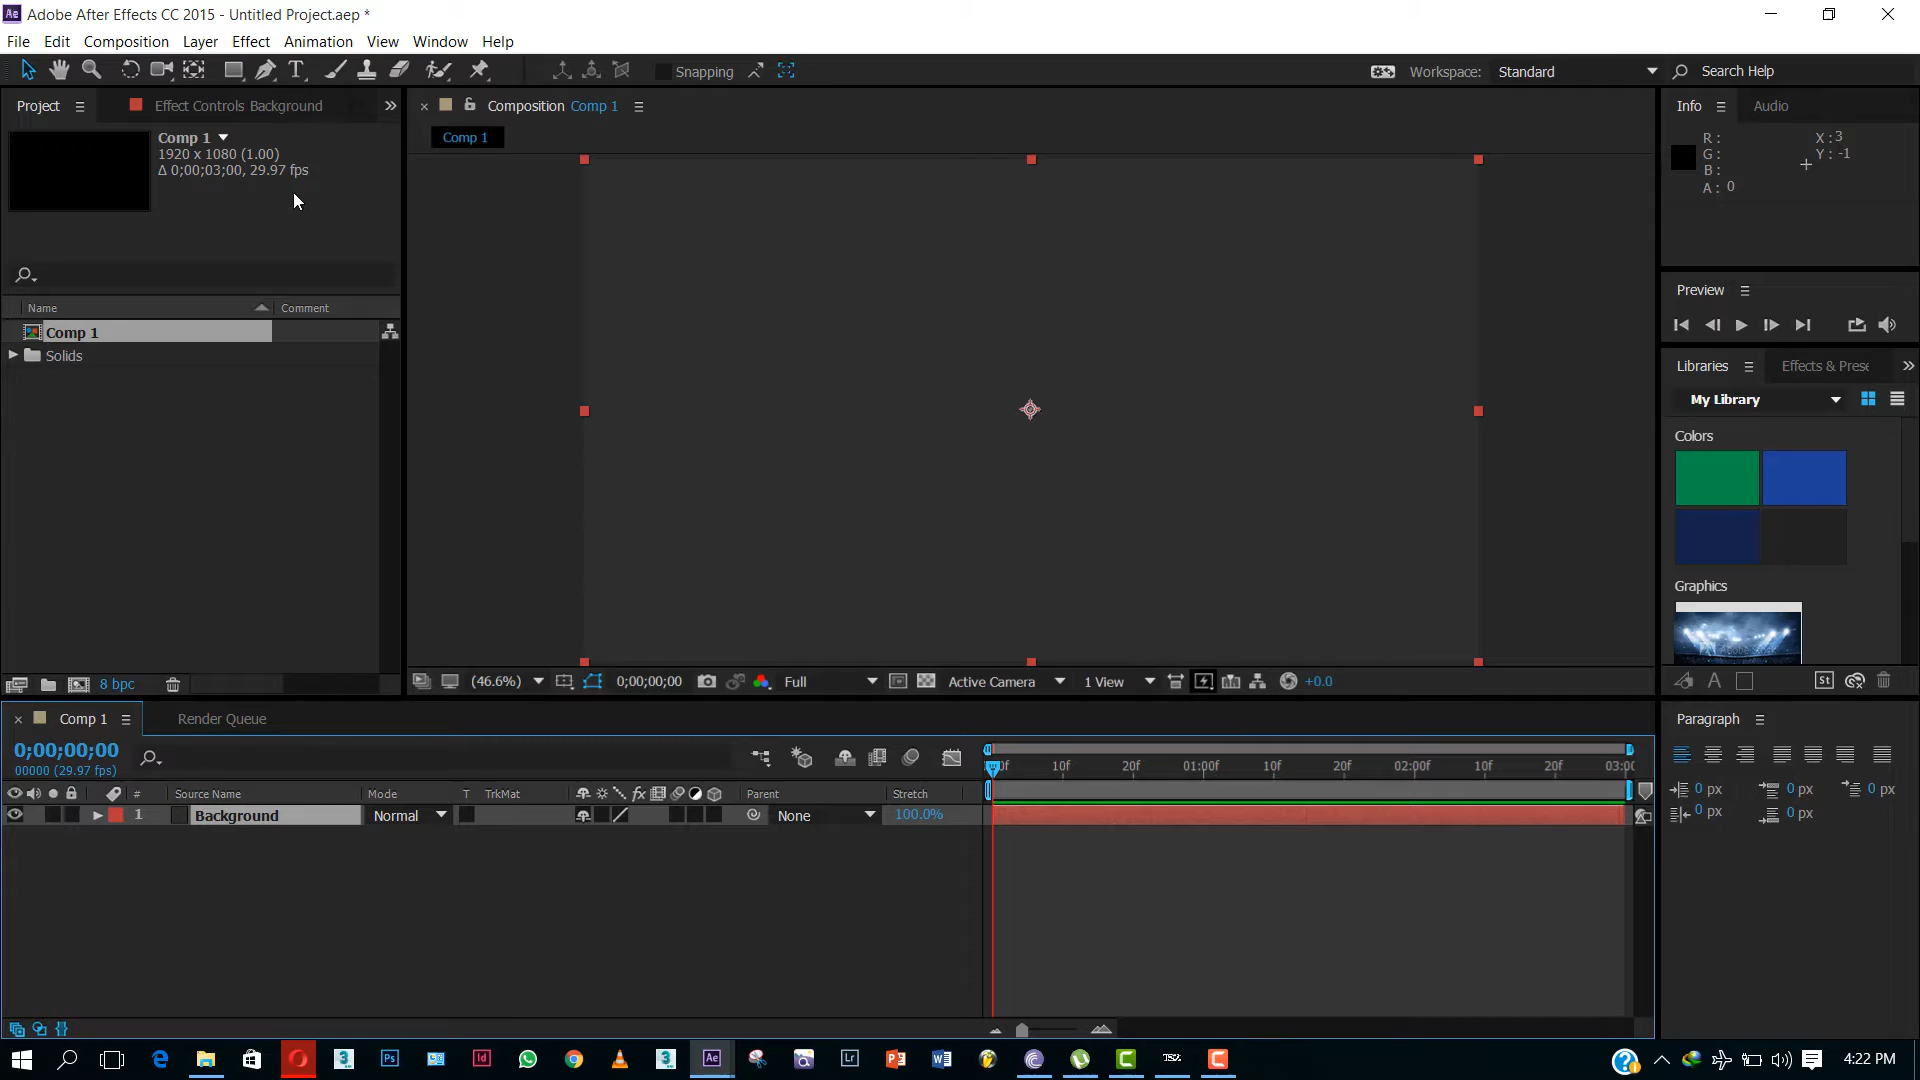 Adobe After Effects CC 2015 - Untitled Project.aep *
File Edit Composition Layer Effect Animation View Window Help
Snapping
Workspace: Standard
Search Help
Project
Effect Controls Background
Comp 1
1920 x 1080 (1.00)
Δ 0;00;03;00, 29.97 fps
Name Comment
Comp 1
Solids
8 bpc
Composition Comp 1
Comp 1
(46.6%) 0;00;00;00 Full Active Camera 1 View +0.0
Info Audio
R :
G :
B :
A : 0
X : 3
Y : -1
Preview
Libraries Effects & Prese
My Library
Colors
Graphics
St
Comp 1 Render Queue
0;00;00;00
00000 (29.97 fps)
# Source Name Mode T TrkMat Parent Stretch
1 Background Normal None 100.0%
0f 10f 20f 01:00f 10f 20f 02:00f 10f 20f 03:00
Paragraph
0 px 0 px 0 px
0 px 0 px
4:22 PM